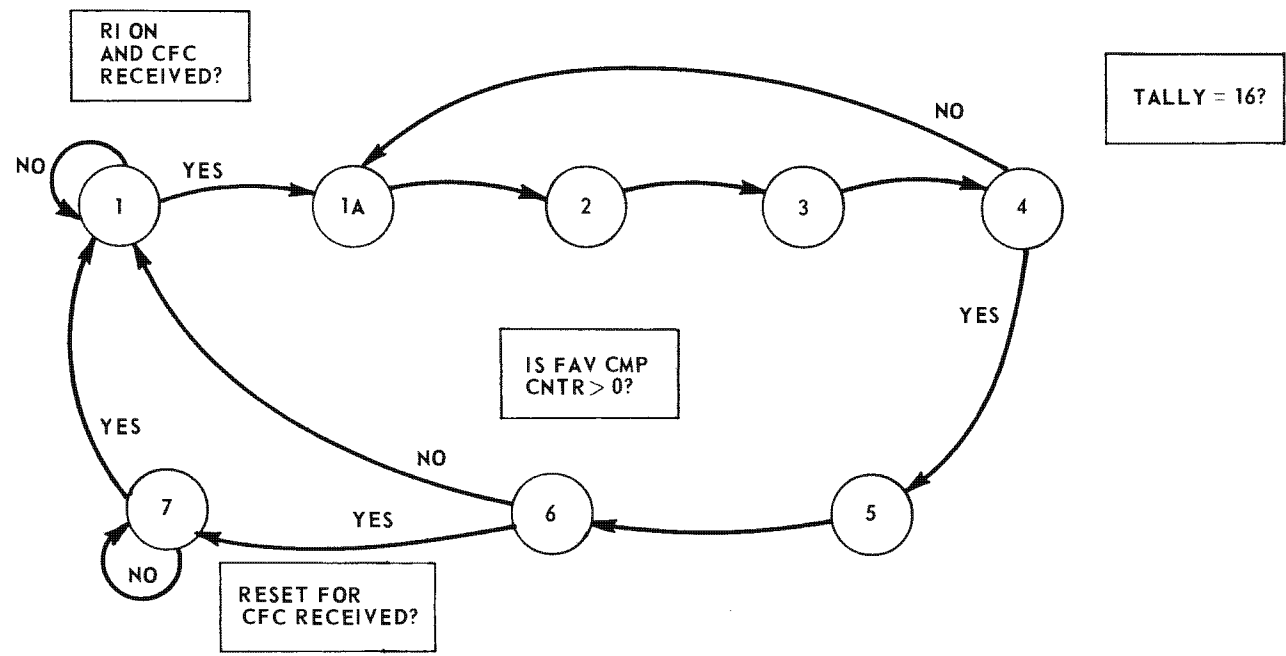 RI ON
AND CFC
RECEIVED?
NO
TALLY = 16?
NO
YES
1
1A
2
3
4
YES
IS FAV CMP
CNTR > 0?
YES
NO
7
YES
6
5
NO
RESET FOR
CFC RECEIVED?